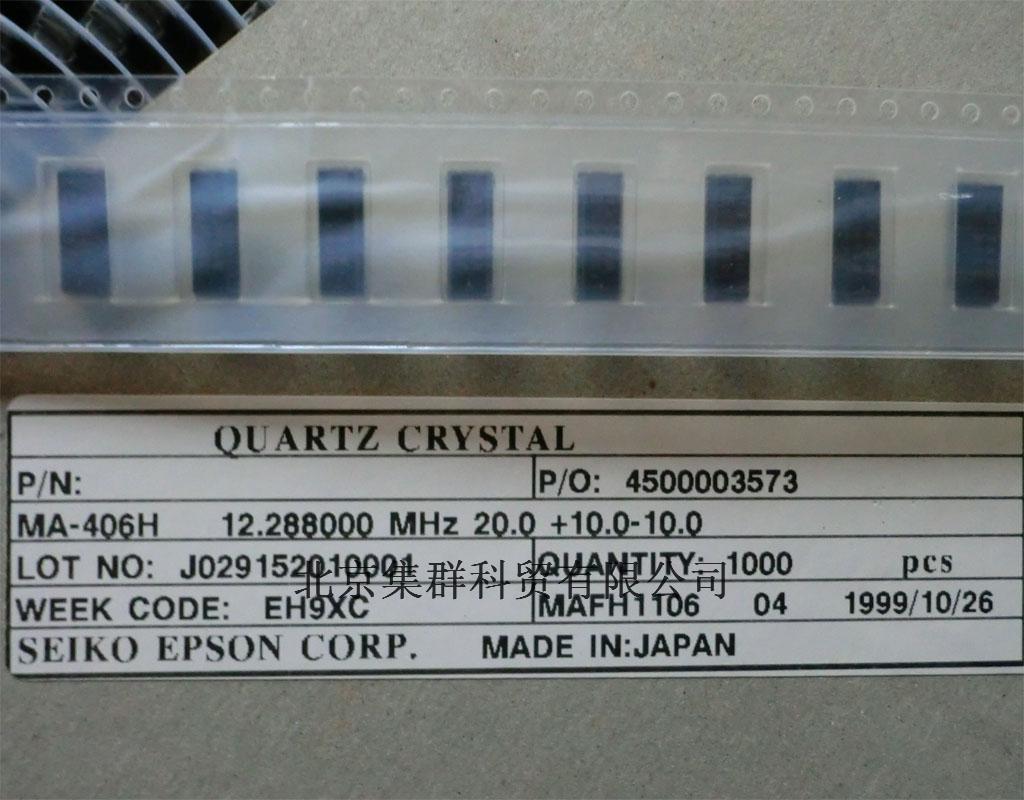 QUARTZ CRYSTAL
P/N: P/O: 4500003573
MA-406H 12.288000 MHz 20.0 +10.0-10.0
LOT NO: J029152010001 QUANTITY: 1000 pcs
北京集群科贸有限公司
WEEK CODE: EH9XC MAFH1106 04 1999/10/26
SEIKO EPSON CORP. MADE IN:JAPAN